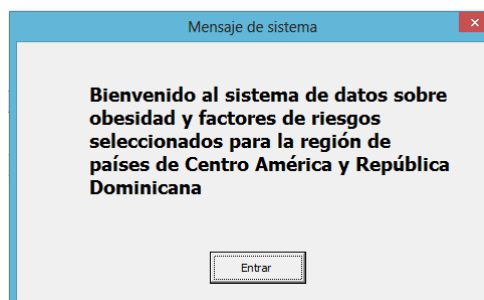 Mensaje de sistema
Bienvenido al sistema de datos sobre
obesidad y factores de riesgos
seleccionados para la región de
países de Centro América y República
Dominicana
Entrar